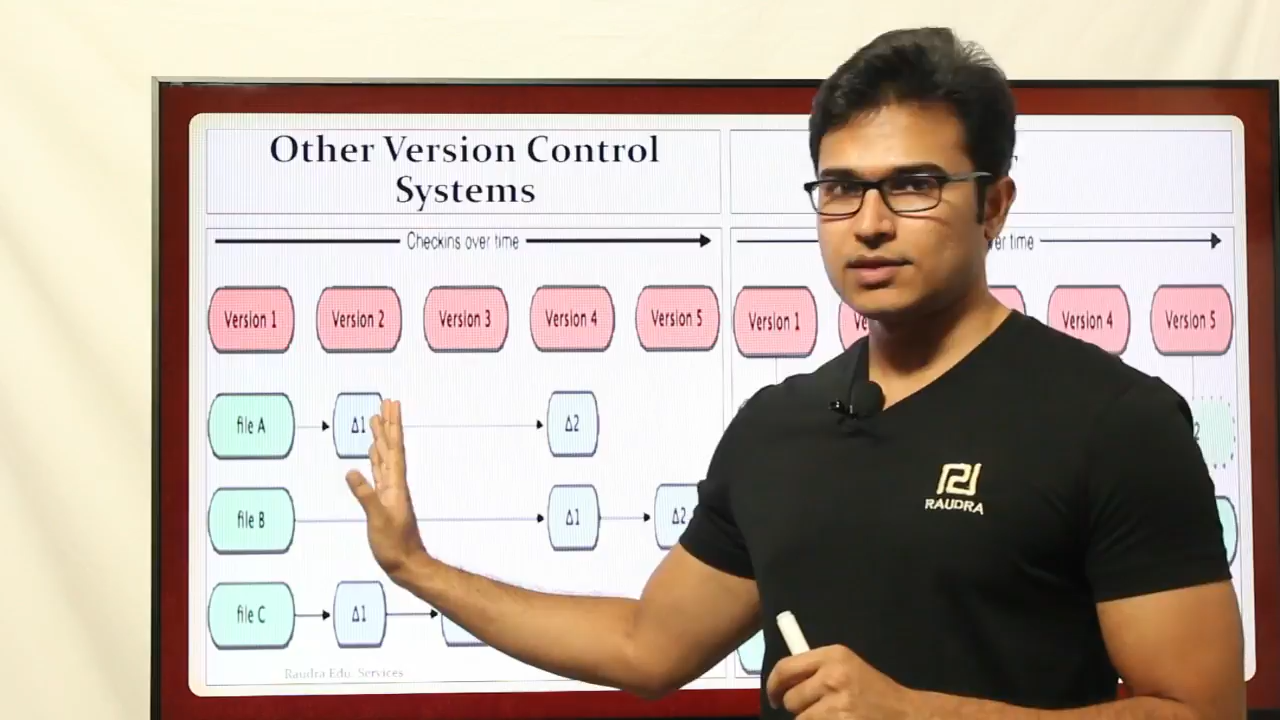 Other Version Control
Systems
Checkins over time
Version 1
Version 2
Version 3
Version 4
Version 5
file A
Δ1
Δ2
file B
Δ1
Δ2
file C
Δ1
Raudra Edu. Services
time
Version 1
Version 4
Version 5
2
RAUDRA